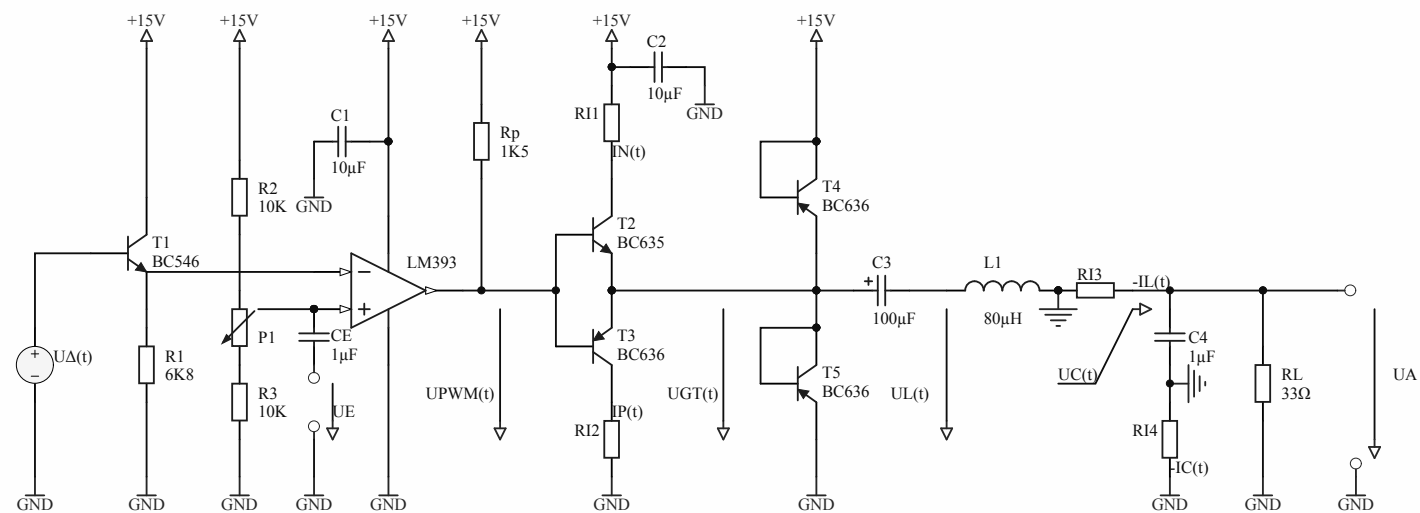 +15V
+15V
+15V
+15V
+15V
+15V
C2
10µF
GND
RI1
IN(t)
C1
10µF
GND
Rp
1K5
R2
10K
T4
BC636
T2
BC635
T1
BC546
LM393
C3
100µF
L1
80µH
RI3
-IL(t)
UΔ(t)
R1
6K8
P1
CE
1µF
T3
BC636
C4
1µF
R3
10K
UE
UPWM(t)
IP(t)
RI2
UGT(t)
T5
BC636
UL(t)
UC(t)
RI4
-IC(t)
RL
33Ω
UA
GND
GND
GND
GND
GND
GND
GND
GND
GND
GND